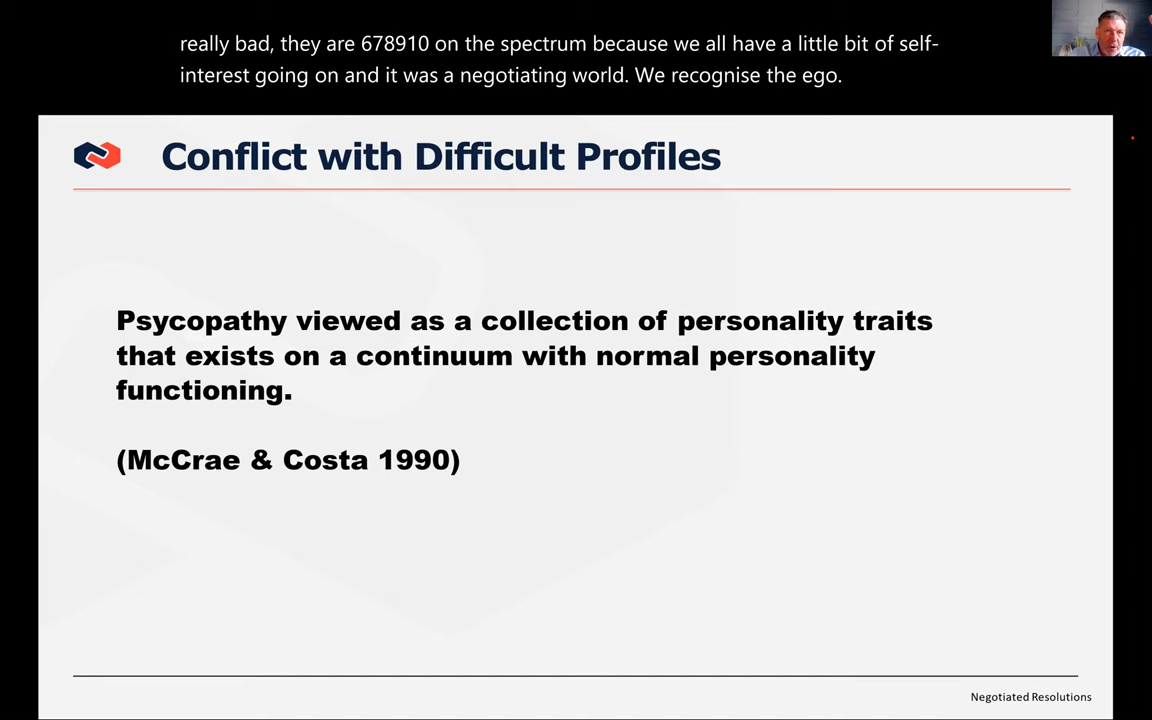 really bad, they are 678910 on the spectrum because we all have a little bit of self-
interest going on and it was a negotiating world. We recognise the ego.
Conflict with Difficult Profiles
Psycopathy viewed as a collection of personality traits
that exists on a continuum with normal personality
functioning.
(McCrae & Costa 1990)
Negotiated Resolutions